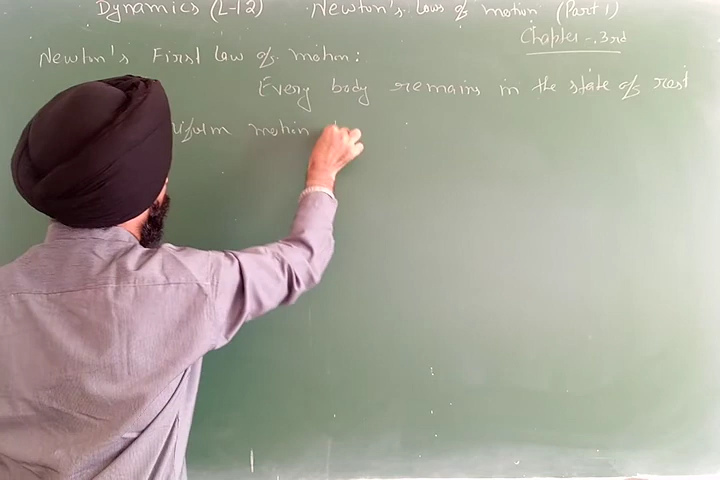 Dynamics (L-12) Newton's laws of motion (Part 1)
Chapter - 3rd
Newton's First law of motion:
Every body remains in the state of rest
iform motion